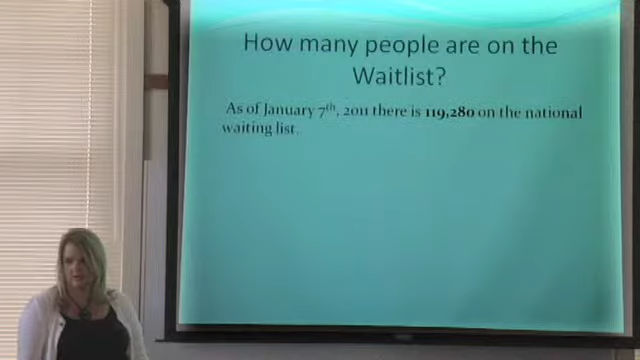 How many people are on the
Waitlist?
As of January 7th, 2011 there is 119,280 on the national
waiting list.